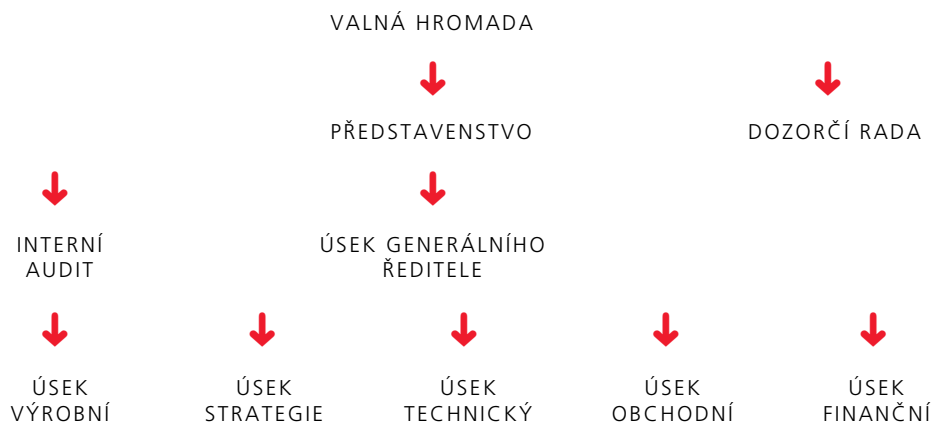 VALNÁ HROMADA
PŘEDSTAVENSTVO
DOZORČÍ RADA
INTERNÍ
AUDIT
ÚSEK GENERÁLNÍHO
ŘEDITELE
ÚSEK
VÝROBNÍ
ÚSEK
STRATEGIE
ÚSEK
TECHNICKÝ
ÚSEK
OBCHODNÍ
ÚSEK
FINANČNÍ